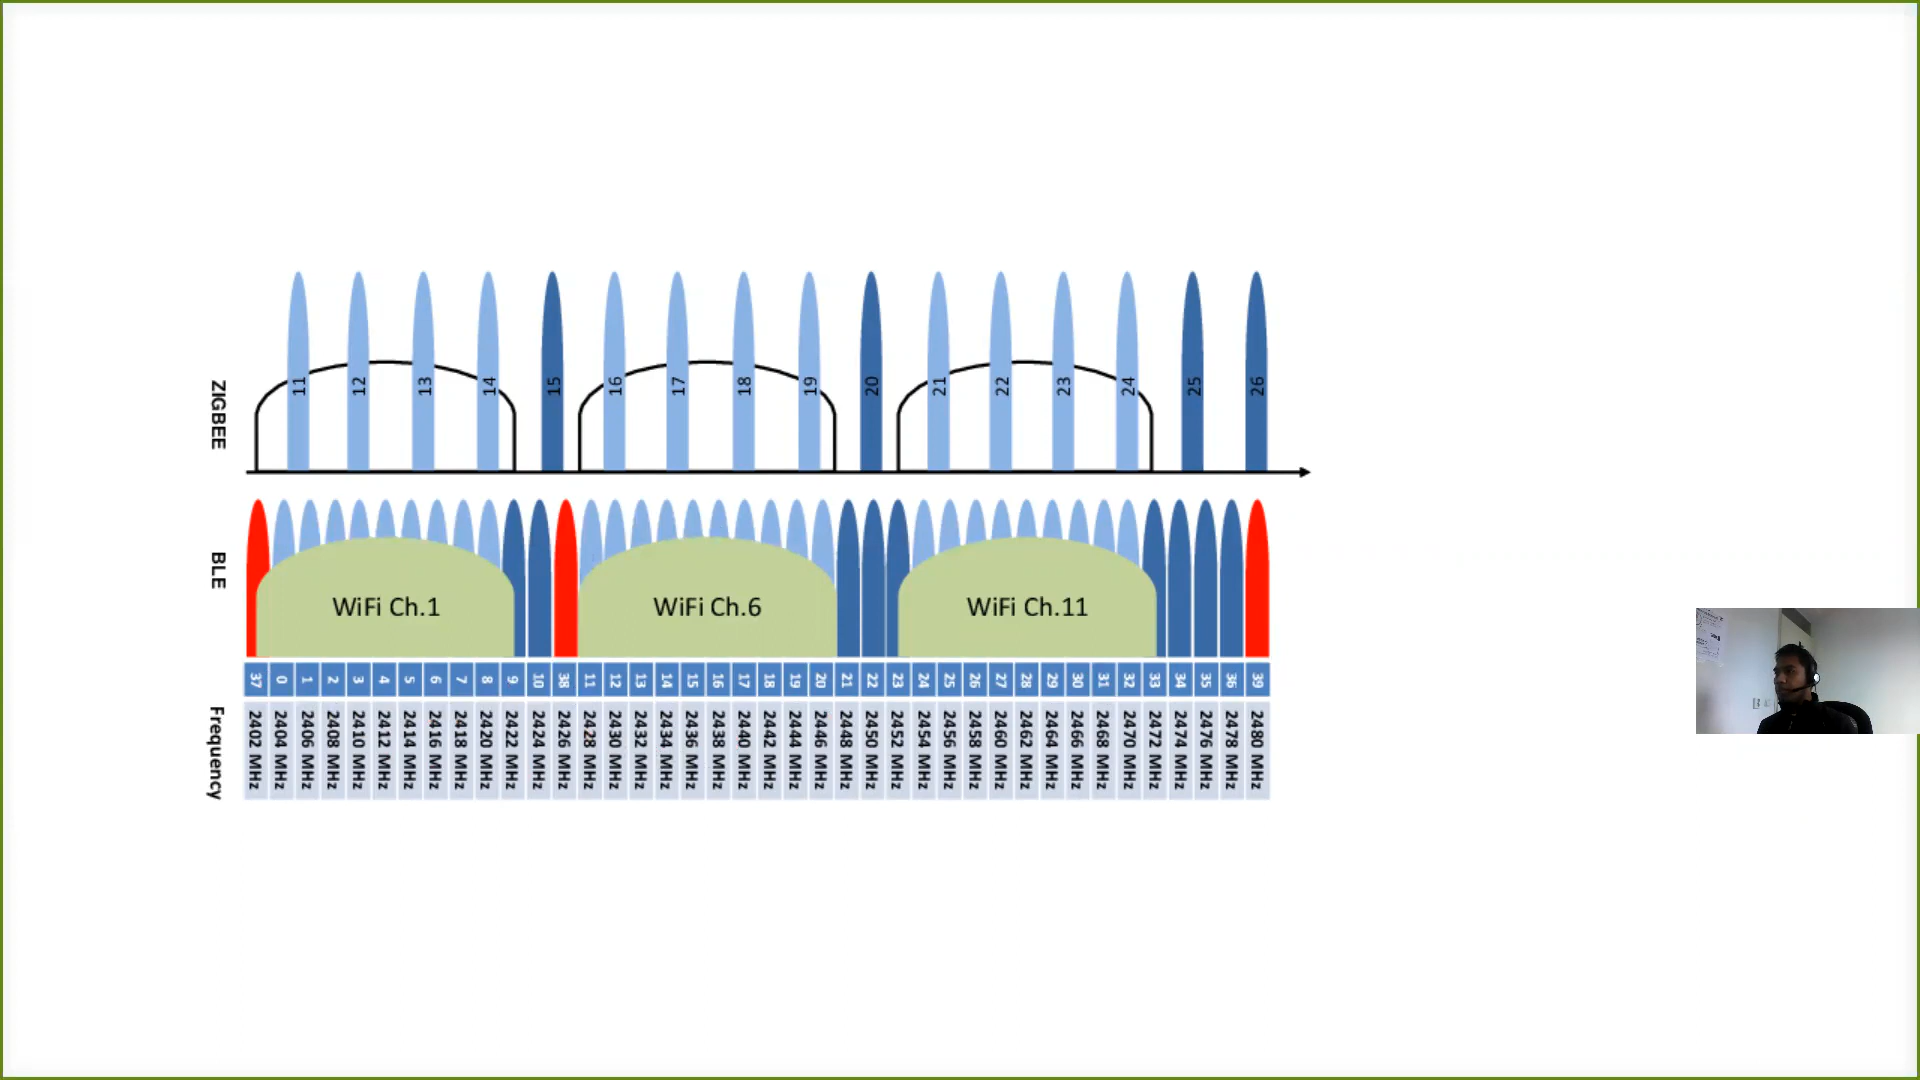 ZIGBEE
11 12 13 14 15 16 17 18 19 20 21 22 23 24 25 26
BLE
WiFi Ch.1 WiFi Ch.6 WiFi Ch.11
37 0 1 2 3 4 5 6 7 8 9 10 38 11 12 13 14 15 16 17 18 19 20 21 22 23 24 25 26 27 28 29 30 31 32 33 34 35 36 39
Frequency
2402 MHz 2404 MHz 2406 MHz 2408 MHz 2410 MHz 2412 MHz 2414 MHz 2416 MHz 2418 MHz 2420 MHz 2422 MHz 2424 MHz 2426 MHz 2428 MHz 2430 MHz 2432 MHz 2434 MHz 2436 MHz 2438 MHz 2440 MHz 2442 MHz 2444 MHz 2446 MHz 2448 MHz 2450 MHz 2452 MHz 2454 MHz 2456 MHz 2458 MHz 2460 MHz 2462 MHz 2464 MHz 2466 MHz 2468 MHz 2470 MHz 2472 MHz 2474 MHz 2476 MHz 2478 MHz 2480 MHz